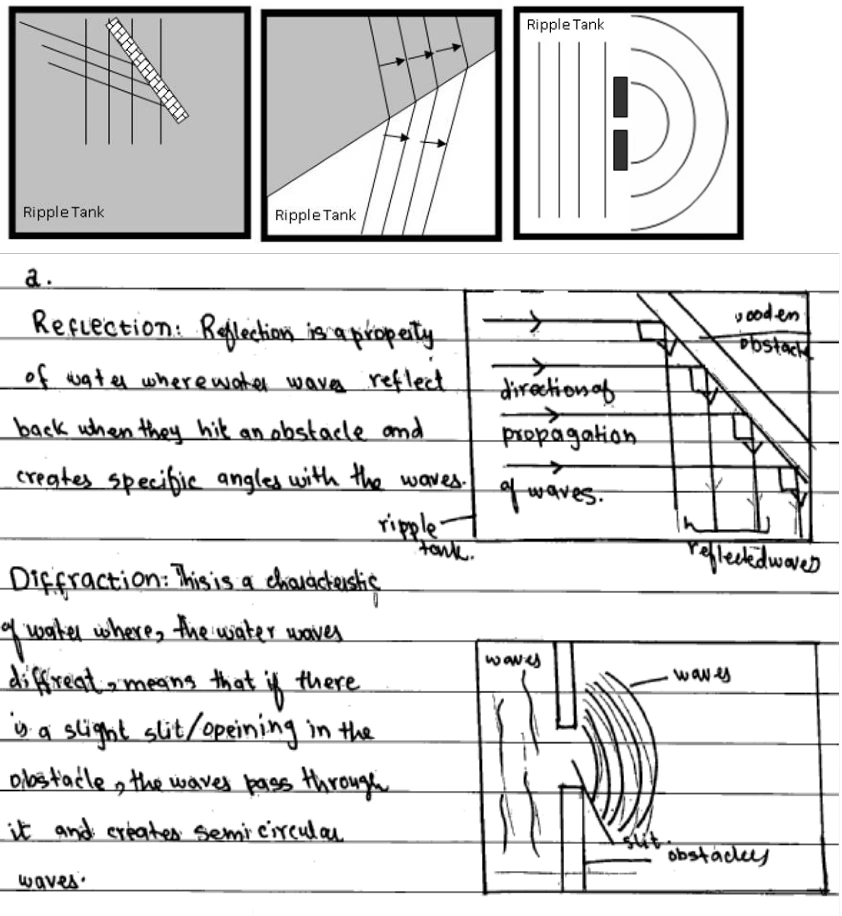 Ripple Tank
Ripple Tank
Ripple Tank
a.
Reflection: Reflection is a property
of water where water waves reflect
back when they hit an obstacle and
creates specific angles with the waves.
wooden
obstacle
direction of
propagation
of waves.
ripple
tank.
reflected waves
Diffraction: This is a characteristic
of water where, the water waves
diffreat, means that if there
is a slight slit/opeining in the
obstacle, the waves pass through
it and creates semi circular
waves.
waves
waves
slit.
obstacles